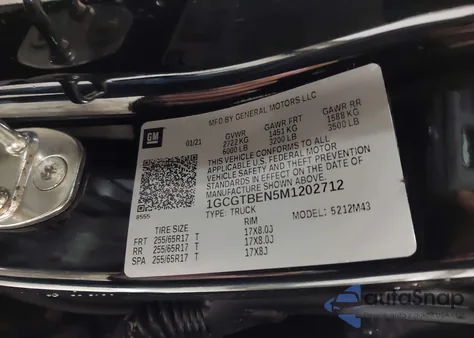 MFD BY GENERAL MOTORS LLC
GM
01/21
GVWR
2722 KG
6000 LB
GAWR FRT
1451 KG
3200 LB
GAWR RR
1588 KG
3500 LB
THIS VEHICLE CONFORMS TO ALL
APPLICABLE U.S. FEDERAL MOTOR
VEHICLE SAFETY AND THEFT PREVENTION
STANDARDS IN EFFECT ON THE DATE OF
MANUFACTURE SHOWN ABOVE.
1GCGTBEN5M1202712
TYPE: TRUCK
MODEL: 5212M43
#555
TIRE SIZE RIM
FRT 255/65R17 T 17X8.0J
RR 255/65R17 T 17X8.0J
SPA 255/65R17 T 17X8J
autoSnap